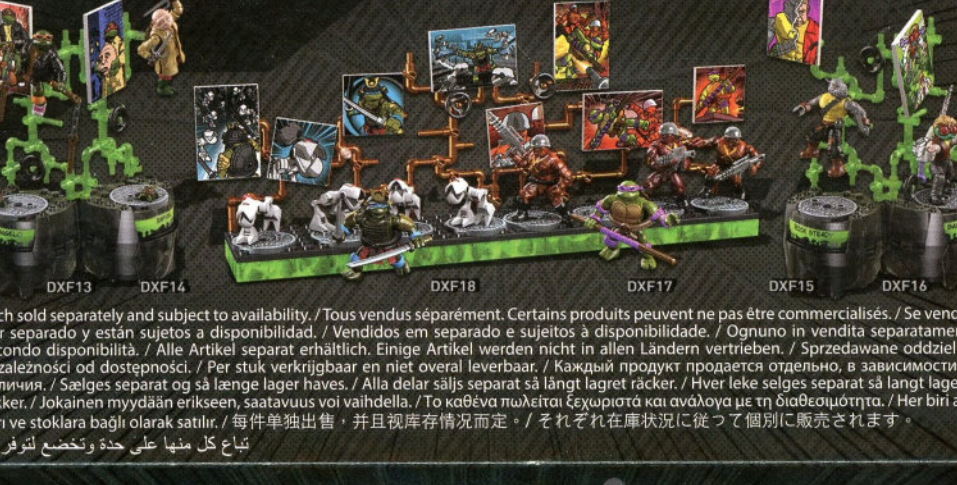 DXF13 DXF14 DXF18 DXF17 DXF15 DXF16
ch sold separately and subject to availability. / Tous vendus séparément. Certains produits peuvent ne pas être commercialisés. / Se vend
r separado y están sujetos a disponibilidad. / Vendidos em separado e sujeitos à disponibilidade. / Ognuno in vendita separatame
condo disponibilità. / Alle Artikel separat erhältlich. Einige Artikel werden nicht in allen Ländern vertrieben. / Sprzedawane oddziel
zależności od dostępności. / Per stuk verkrijgbaar en niet overal leverbaar. / Каждый продукт продается отдельно, в зависимости
личия. / Sælges separat og så længe lager haves. / Alla delar säljs separat så långt lagret räcker. / Hver leke selges separat så langt lage
ker. / Jokainen myydään erikseen, saatavuus voi vaihdella. / Το καθένα πωλείται ξεχωριστά και ανάλογα με τη διαθεσιμότητα. / Her biri a
rı ve stoklara bağlı olarak satılır. / 每件单独出售，并且视库存情况而定。/ それぞれ在庫状況に従って個別に販売されます。
تباع كل منها على حدة وتخضع لتوفر